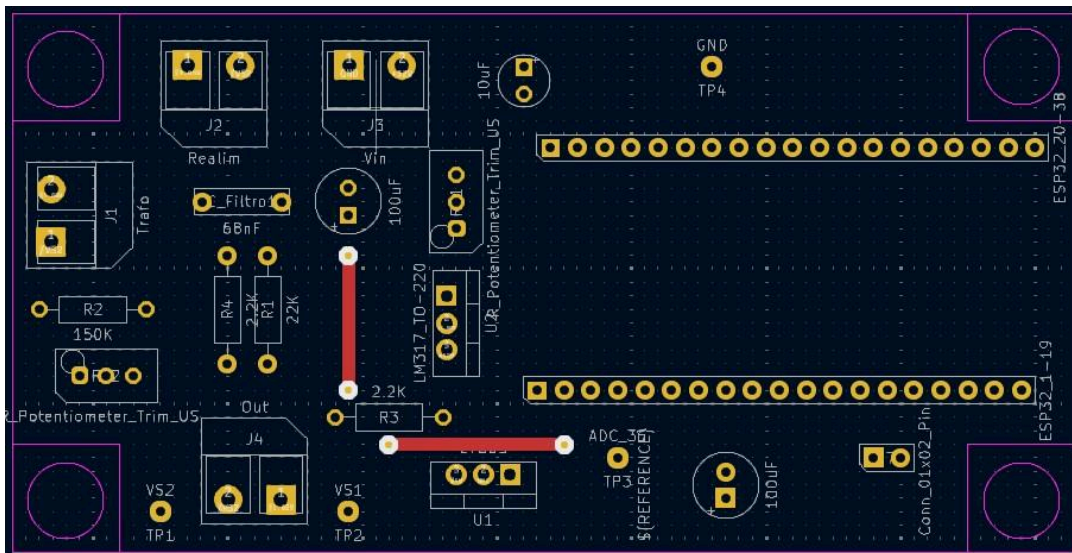 GND
TP4
10uF
J2
Realim
J3
Vin
R_Potentiometer_Trim_US
ESP32_20-38
J1
Trafo
C_Filtro1
68nF
100uF
LM317_TO-220
R4
2.2K
R1
22K
R2
150K
R_Potentiometer_Trim_US
2.2K
R3
Out
J4
ESP32_1-19
ADC_35
TP3
${REFERENCE}
100uF
Conn_01x02_Pin
U1
VS2
TP1
VS1
TP2